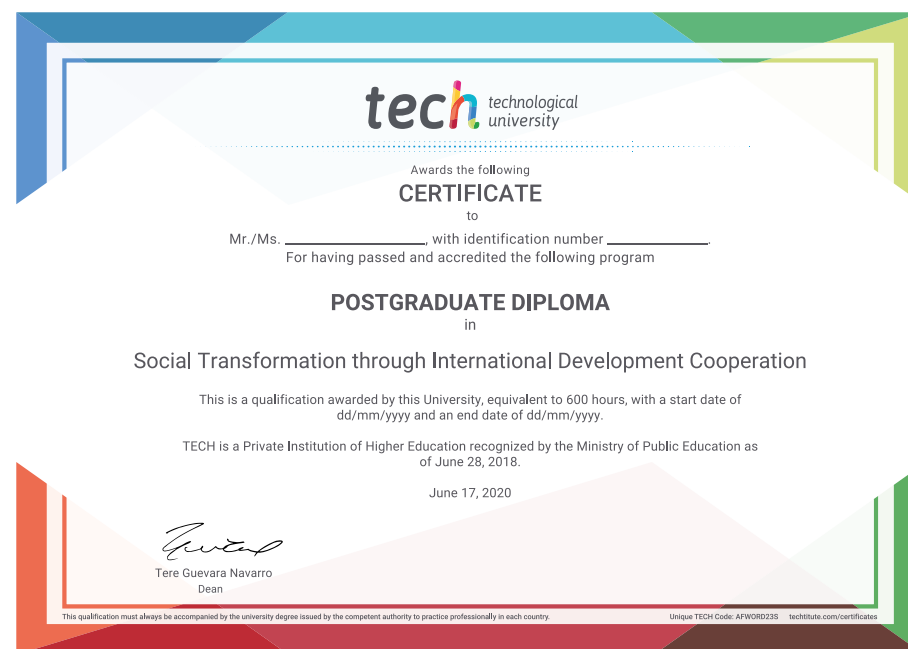 tech technological
university
Awards the following
CERTIFICATE
to
Mr./Ms. ____________________, with identification number ______________.
For having passed and accredited the following program
POSTGRADUATE DIPLOMA
in
Social Transformation through International Development Cooperation
This is a qualification awarded by this University, equivalent to 600 hours, with a start date of
dd/mm/yyyy and an end date of dd/mm/yyyy.
TECH is a Private Institution of Higher Education recognized by the Ministry of Public Education as
of June 28, 2018.
June 17, 2020
Tere Guevara Navarro
Dean
This qualification must always be accompanied by the university degree issued by the competent authority to practice professionally in each country. Unique TECH Code: AFWORD23S techtitute.com/certificates